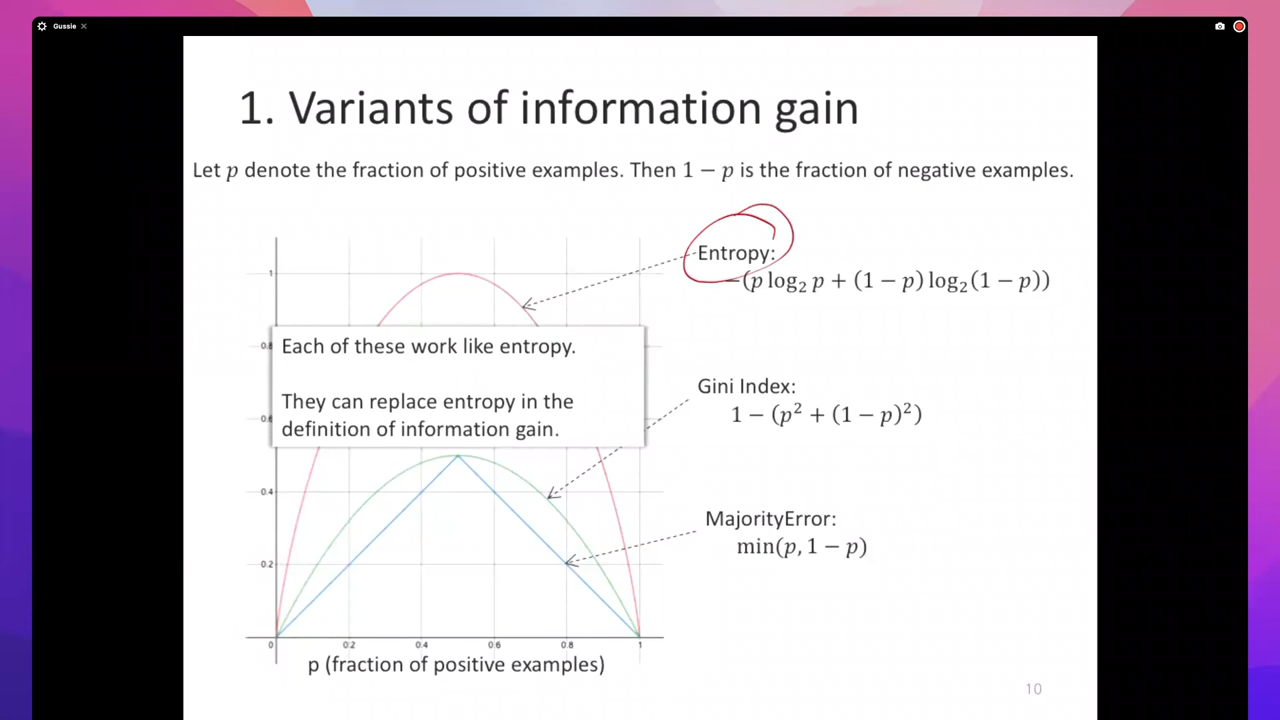 Gussie
1. Variants of information gain
Let p denote the fraction of positive examples. Then 1 − p is the fraction of negative examples.
Entropy:
−(p log₂ p + (1 − p) log₂(1 − p))
1
0.8
Each of these work like entropy.
They can replace entropy in the
definition of information gain.
0.6
Gini Index:
1 − (p² + (1 − p)²)
0.4
MajorityError:
min(p, 1 − p)
0.2
0 0.2 0.4 0.6 0.8 1
p (fraction of positive examples)
10